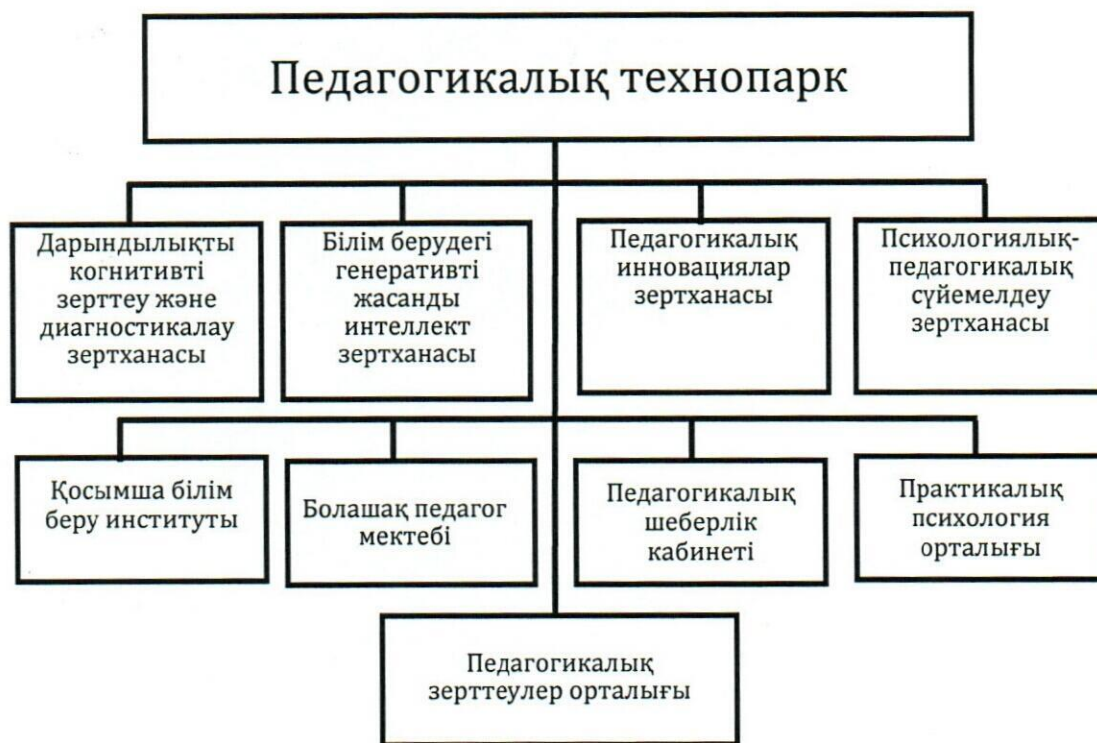 Педагогикалық технопарк
Дарындылықты
когнитивті
зерттеу және
диагностикалау
зертханасы
Білім берудегі
генеративті
жасанды
интеллект
зертханасы
Педагогикалық
инновациялар
зертханасы
Психологиялық-
педагогикалық
сүйемелдеу
зертханасы
Қосымша білім
беру институты
Болашақ педагог
мектебі
Педагогикалық
шеберлік
кабинеті
Практикалық
психология
орталығы
Педагогикалық
зерттеулер орталығы